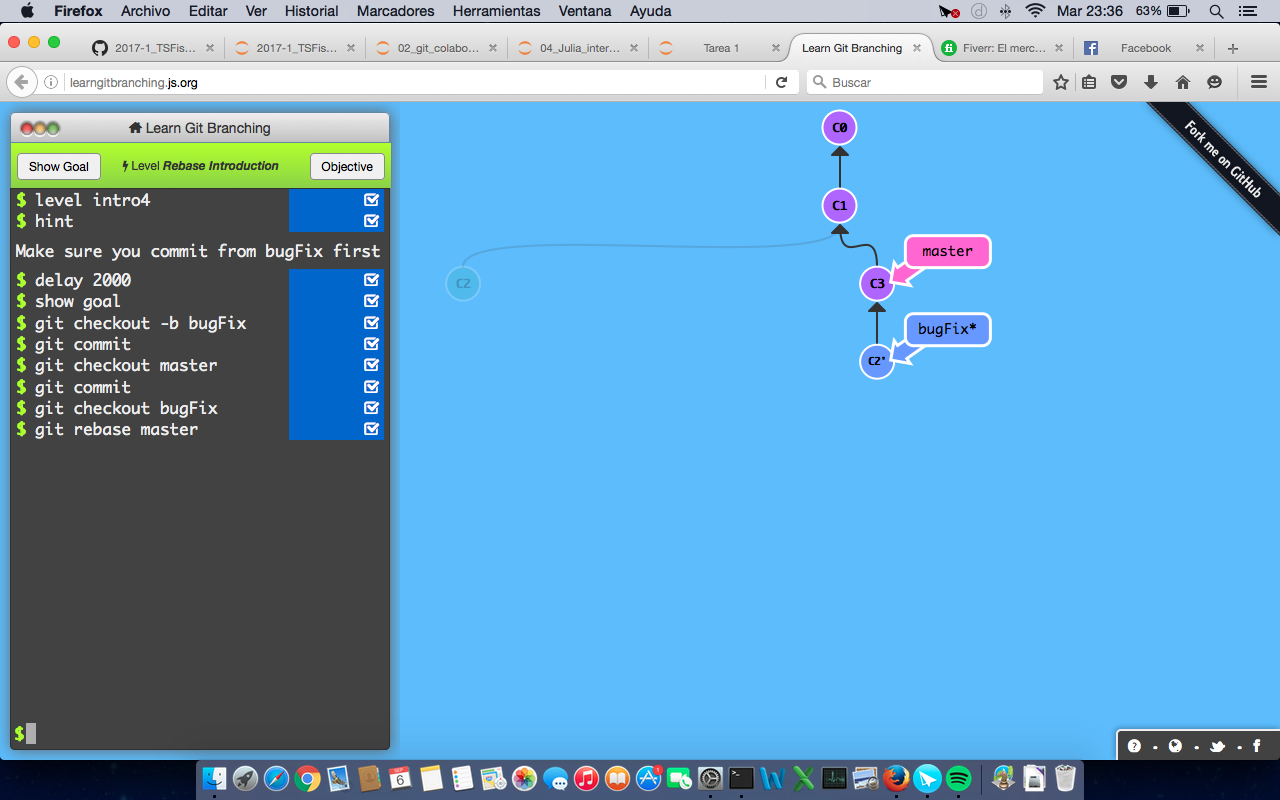 Firefox Archivo Editar Ver Historial Marcadores Herramientas Ventana Ayuda Mar 23:36 63%
2017-1_TSFis... 2017-1_TSFis... 02_git_colabo... 04_Julia_inter... Tarea 1 Learn Git Branching Fiverr: El merc... Facebook
learngitbranching.js.org Buscar
Learn Git Branching
Show Goal Level Rebase Introduction Objective
$ level intro4
$ hint
Make sure you commit from bugFix first
$ delay 2000
$ show goal
$ git checkout -b bugFix
$ git commit
$ git checkout master
$ git commit
$ git checkout bugFix
$ git rebase master
$
C0
C1
master
C2 C3
bugFix*
C2'
Fork me on GitHub